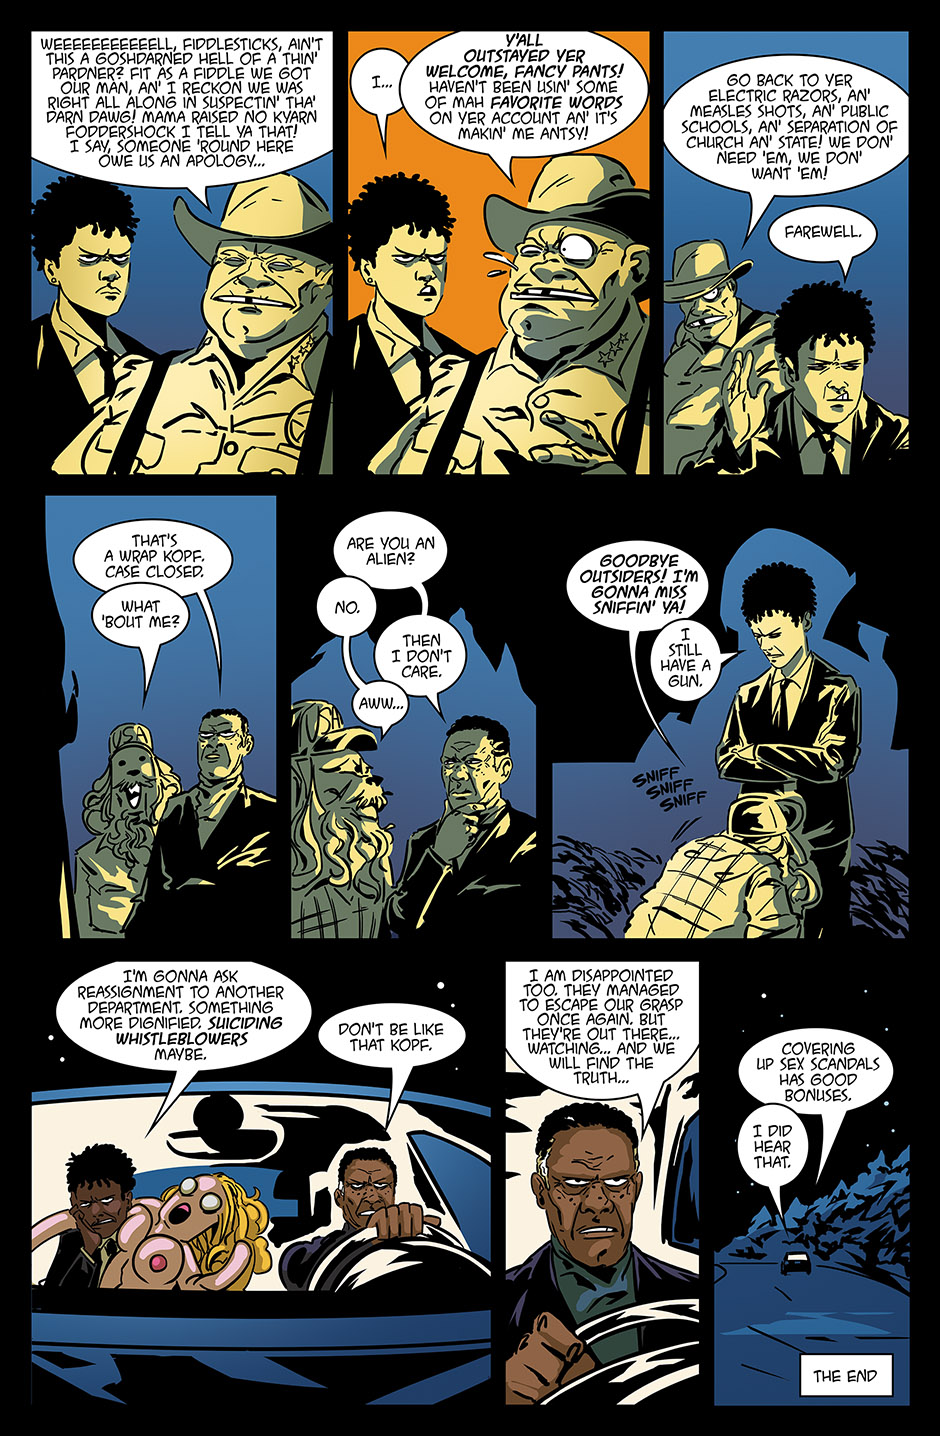 WEEEEEEEEEEELL, FIDDLESTICKS, AIN'T
THIS A GOSHDARNED HELL OF A THIN'
PARDNER? FIT AS A FIDDLE WE GOT
OUR MAN, AN' I RECKON WE WAS
RIGHT ALL ALONG IN SUSPECTIN' THA'
DARN DAWG! MAMA RAISED NO KYARN
FODDERSHOCK I TELL YA THAT!
I SAY, SOMEONE 'ROUND HERE
OWE US AN APOLOGY...
I...
Y'ALL
OUTSTAYED YER
WELCOME, FANCY PANTS!
HAVEN'T BEEN USIN' SOME
OF MAH FAVORITE WORDS
ON YER ACCOUNT AN' IT'S
MAKIN' ME ANTSY!
GO BACK TO YER
ELECTRIC RAZORS, AN'
MEASLES SHOTS, AN' PUBLIC
SCHOOLS, AN' SEPARATION OF
CHURCH AN' STATE! WE DON'
NEED 'EM, WE DON'
WANT 'EM!
FAREWELL.
THAT'S
A WRAP KOPF.
CASE CLOSED.
WHAT
'BOUT ME?
ARE YOU AN
ALIEN?
NO.
THEN
I DON'T
CARE.
AWW...
GOODBYE
OUTSIDERS! I'M
GONNA MISS
SNIFFIN' YA!
I
STILL
HAVE A
GUN.
SNIFF
SNIFF
SNIFF
I'M GONNA ASK
REASSIGNMENT TO ANOTHER
DEPARTMENT. SOMETHING
MORE DIGNIFIED. SUICIDING
WHISTLEBLOWERS
MAYBE.
DON'T BE LIKE
THAT KOPF.
I AM DISAPPOINTED
TOO. THEY MANAGED
TO ESCAPE OUR GRASP
ONCE AGAIN. BUT
THEY'RE OUT THERE...
WATCHING... AND WE
WILL FIND THE
TRUTH...
COVERING
UP SEX SCANDALS
HAS GOOD
BONUSES.
I DID
HEAR
THAT.
THE END